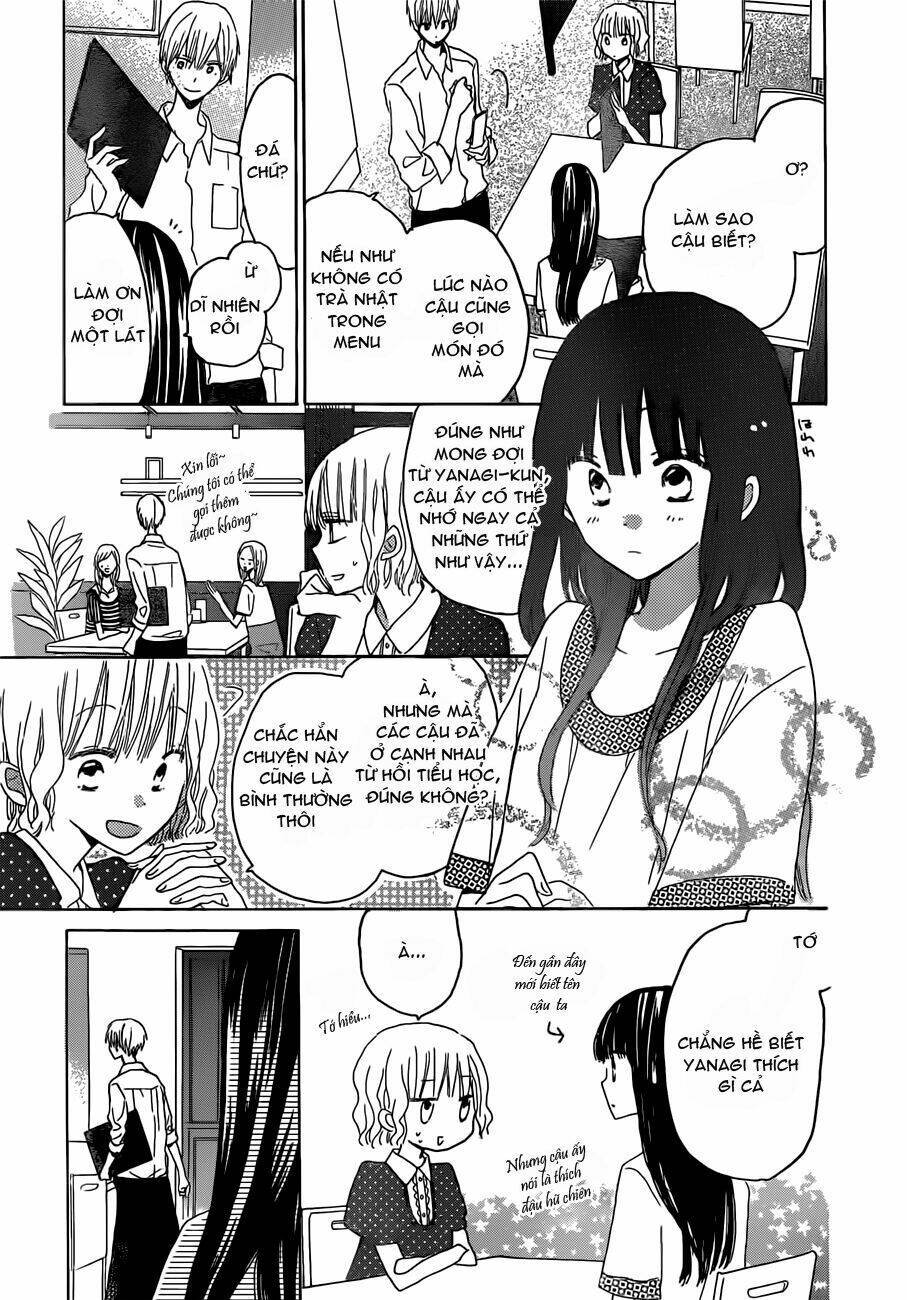 Ơ?
LÀM SAO
CẬU BIẾT?
LÚC NÀO
CẬU CŨNG
GỌI
MÓN ĐÓ
MÀ
NẾU NHƯ
KHÔNG CÓ
TRÀ NHẬT
TRONG
MENU
ĐÁ
CHỨ?
Ừ
DĨ NHIÊN
RỒI
LÀM ƠN
ĐỢI
MỘT LÁT
ほわわ
ĐÚNG NHƯ
MONG ĐỢI
TỪ YANAGI-KUN,
CẬU ẤY CÓ THỂ
NHỚ NGAY CẢ
NHỮNG THỨ
NHƯ VẬY...
Xin lỗi~
Chúng tôi có thể
gọi thêm
được không~
À,
NHƯNG MÀ
CÁC CẬU ĐÃ
Ở CẠNH NHAU
TỪ HỒI TIỂU HỌC,
ĐÚNG KHÔNG?
CHẮC HẲN
CHUYỆN NÀY
CŨNG LÀ
BÌNH THƯỜNG
THÔI
TỚ
CHẲNG HỀ BIẾT
YANAGI THÍCH
GÌ CẢ
Đến gần đây
mới biết tên
cậu ta
À...
Tớ hiểu...
Nhưng cậu ấy
nói là thích
đậu hũ chiên